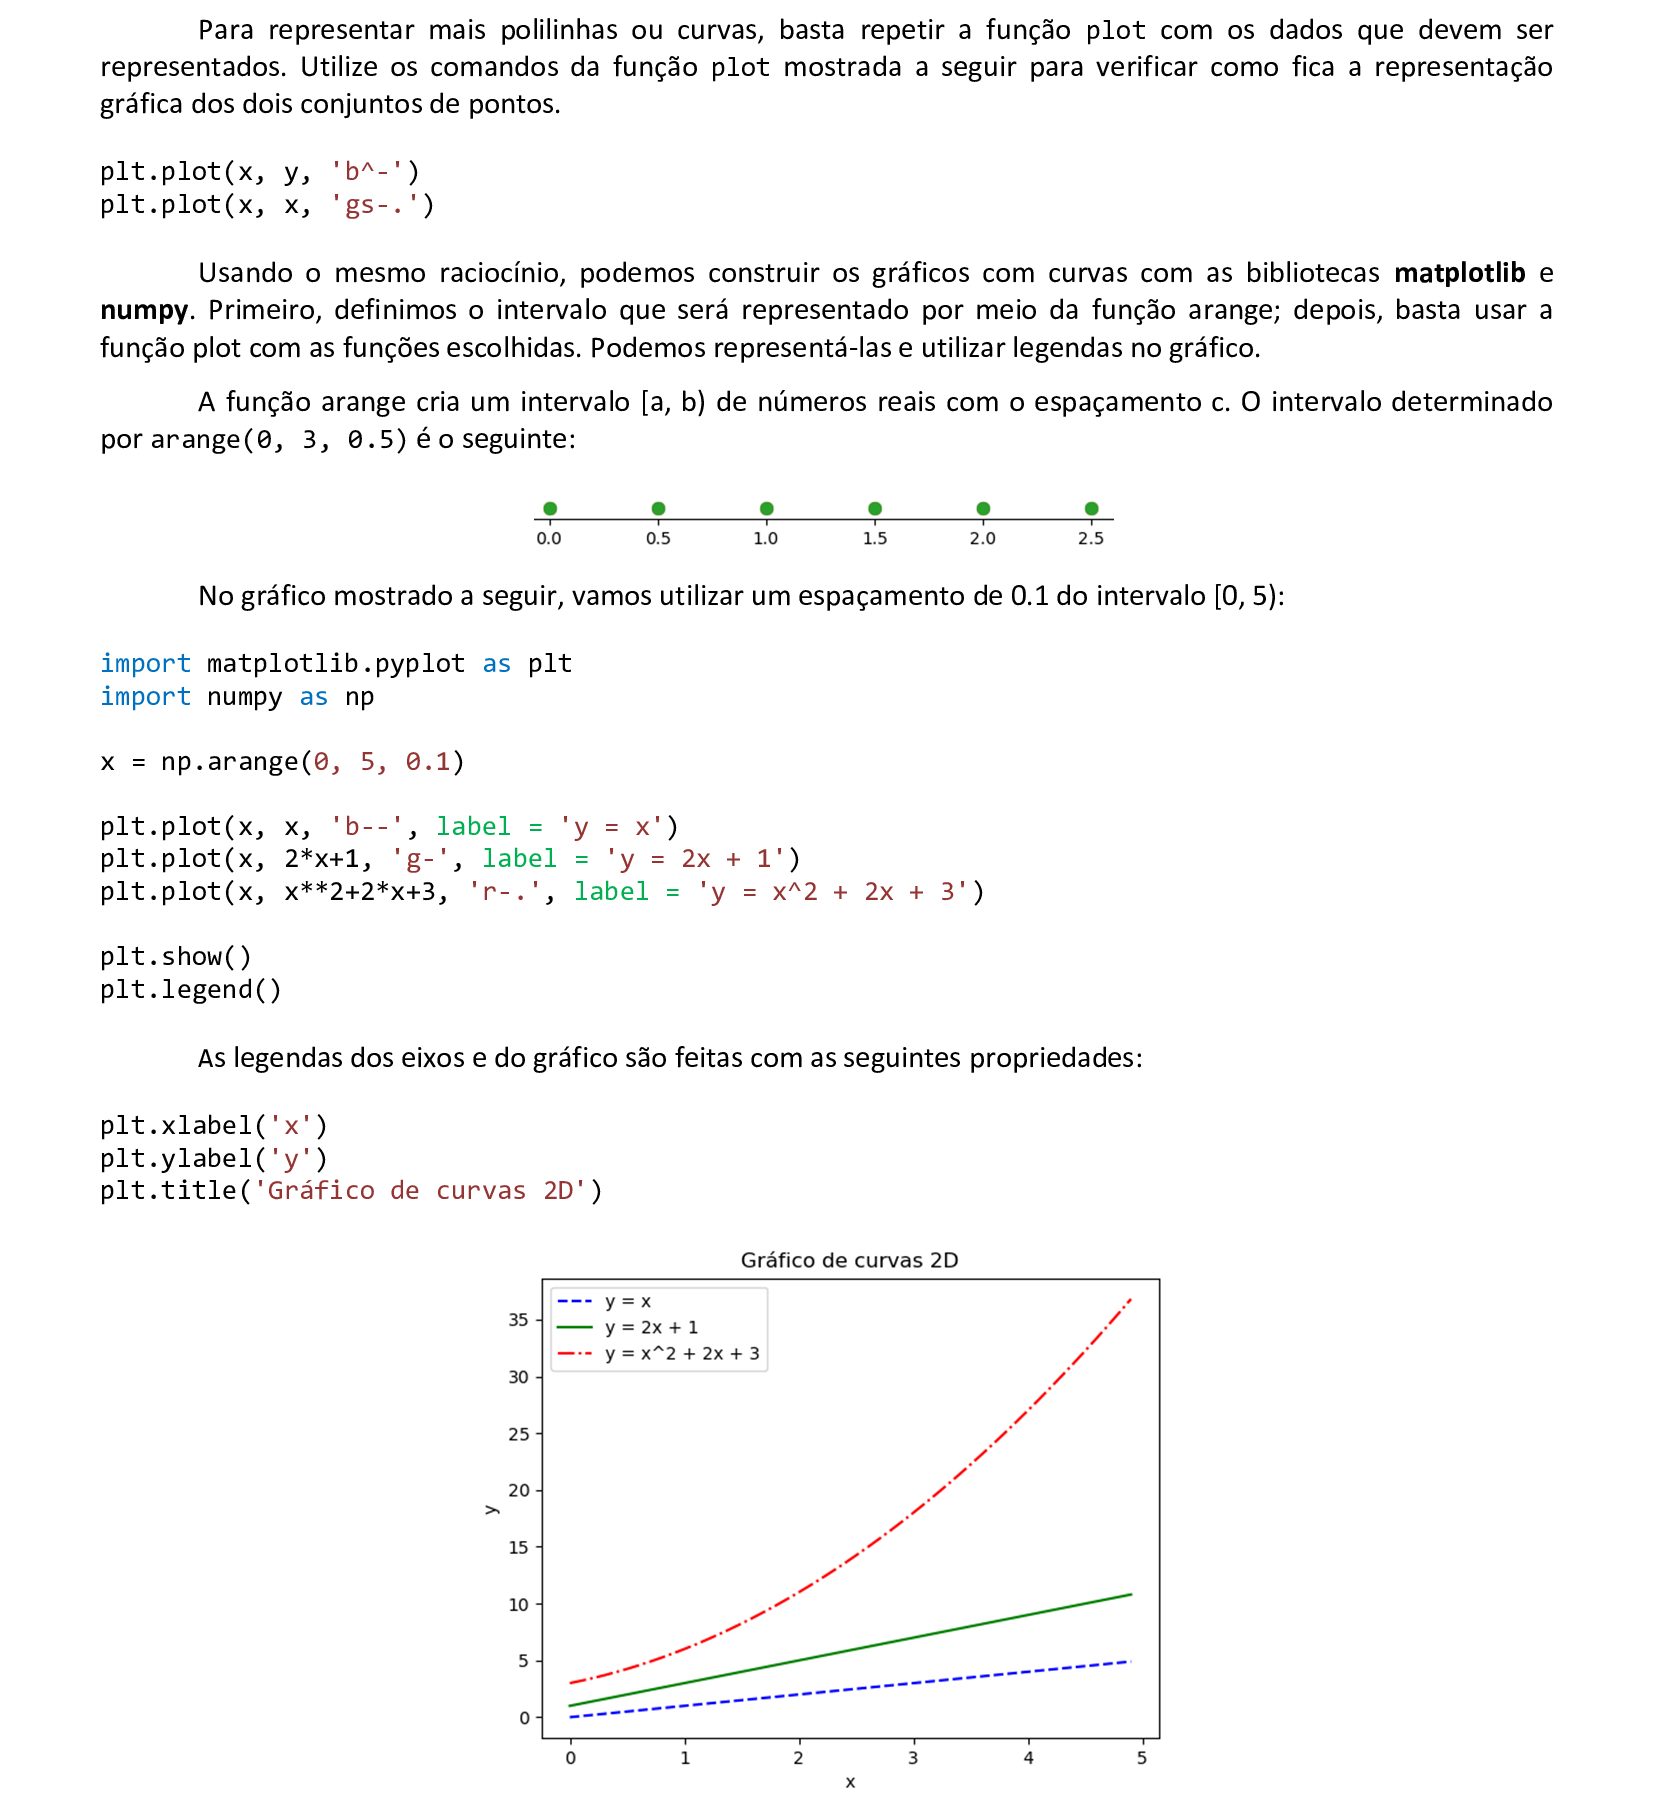 Para representar mais polilinhas ou curvas, basta repetir a função plot com os dados que devem ser
representados. Utilize os comandos da função plot mostrada a seguir para verificar como fica a representação
gráfica dos dois conjuntos de pontos.
plt.plot(x, y, 'b^-')
plt.plot(x, x, 'gs-.')
Usando o mesmo raciocínio, podemos construir os gráficos com curvas com as bibliotecas matplotlib e
numpy. Primeiro, definimos o intervalo que será representado por meio da função arange; depois, basta usar a
função plot com as funções escolhidas. Podemos representá-las e utilizar legendas no gráfico.
A função arange cria um intervalo [a, b) de números reais com o espaçamento c. O intervalo determinado
por arange(0, 3, 0.5) é o seguinte:
0.0 0.5 1.0 1.5 2.0 2.5
No gráfico mostrado a seguir, vamos utilizar um espaçamento de 0.1 do intervalo [0, 5):
import matplotlib.pyplot as plt
import numpy as np
x = np.arange(0, 5, 0.1)
plt.plot(x, x, 'b--', label = 'y = x')
plt.plot(x, 2*x+1, 'g-', label = 'y = 2x + 1')
plt.plot(x, x**2+2*x+3, 'r-.', label = 'y = x^2 + 2x + 3')
plt.show()
plt.legend()
As legendas dos eixos e do gráfico são feitas com as seguintes propriedades:
plt.xlabel('x')
plt.ylabel('y')
plt.title('Gráfico de curvas 2D')
Gráfico de curvas 2D
y = x
y = 2x + 1
y = x^2 + 2x + 3
35
30
25
20
15
10
5
0
y
0 1 2 3 4 5
x